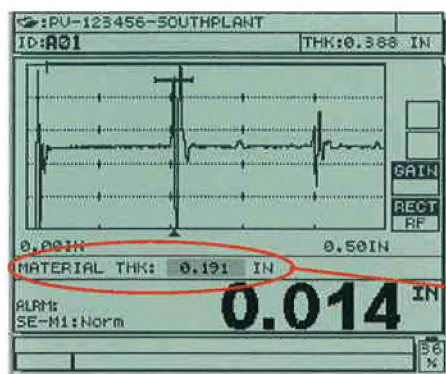 :PV-123456-SOUTHPLANT
ID:A01 THK:0.388 IN
GAIN
RECT
RF
0.00IN 0.50IN
MATERIAL THK: 0.191 IN
ALRM:
SE-M1:Norm
0.014 IN
96 %